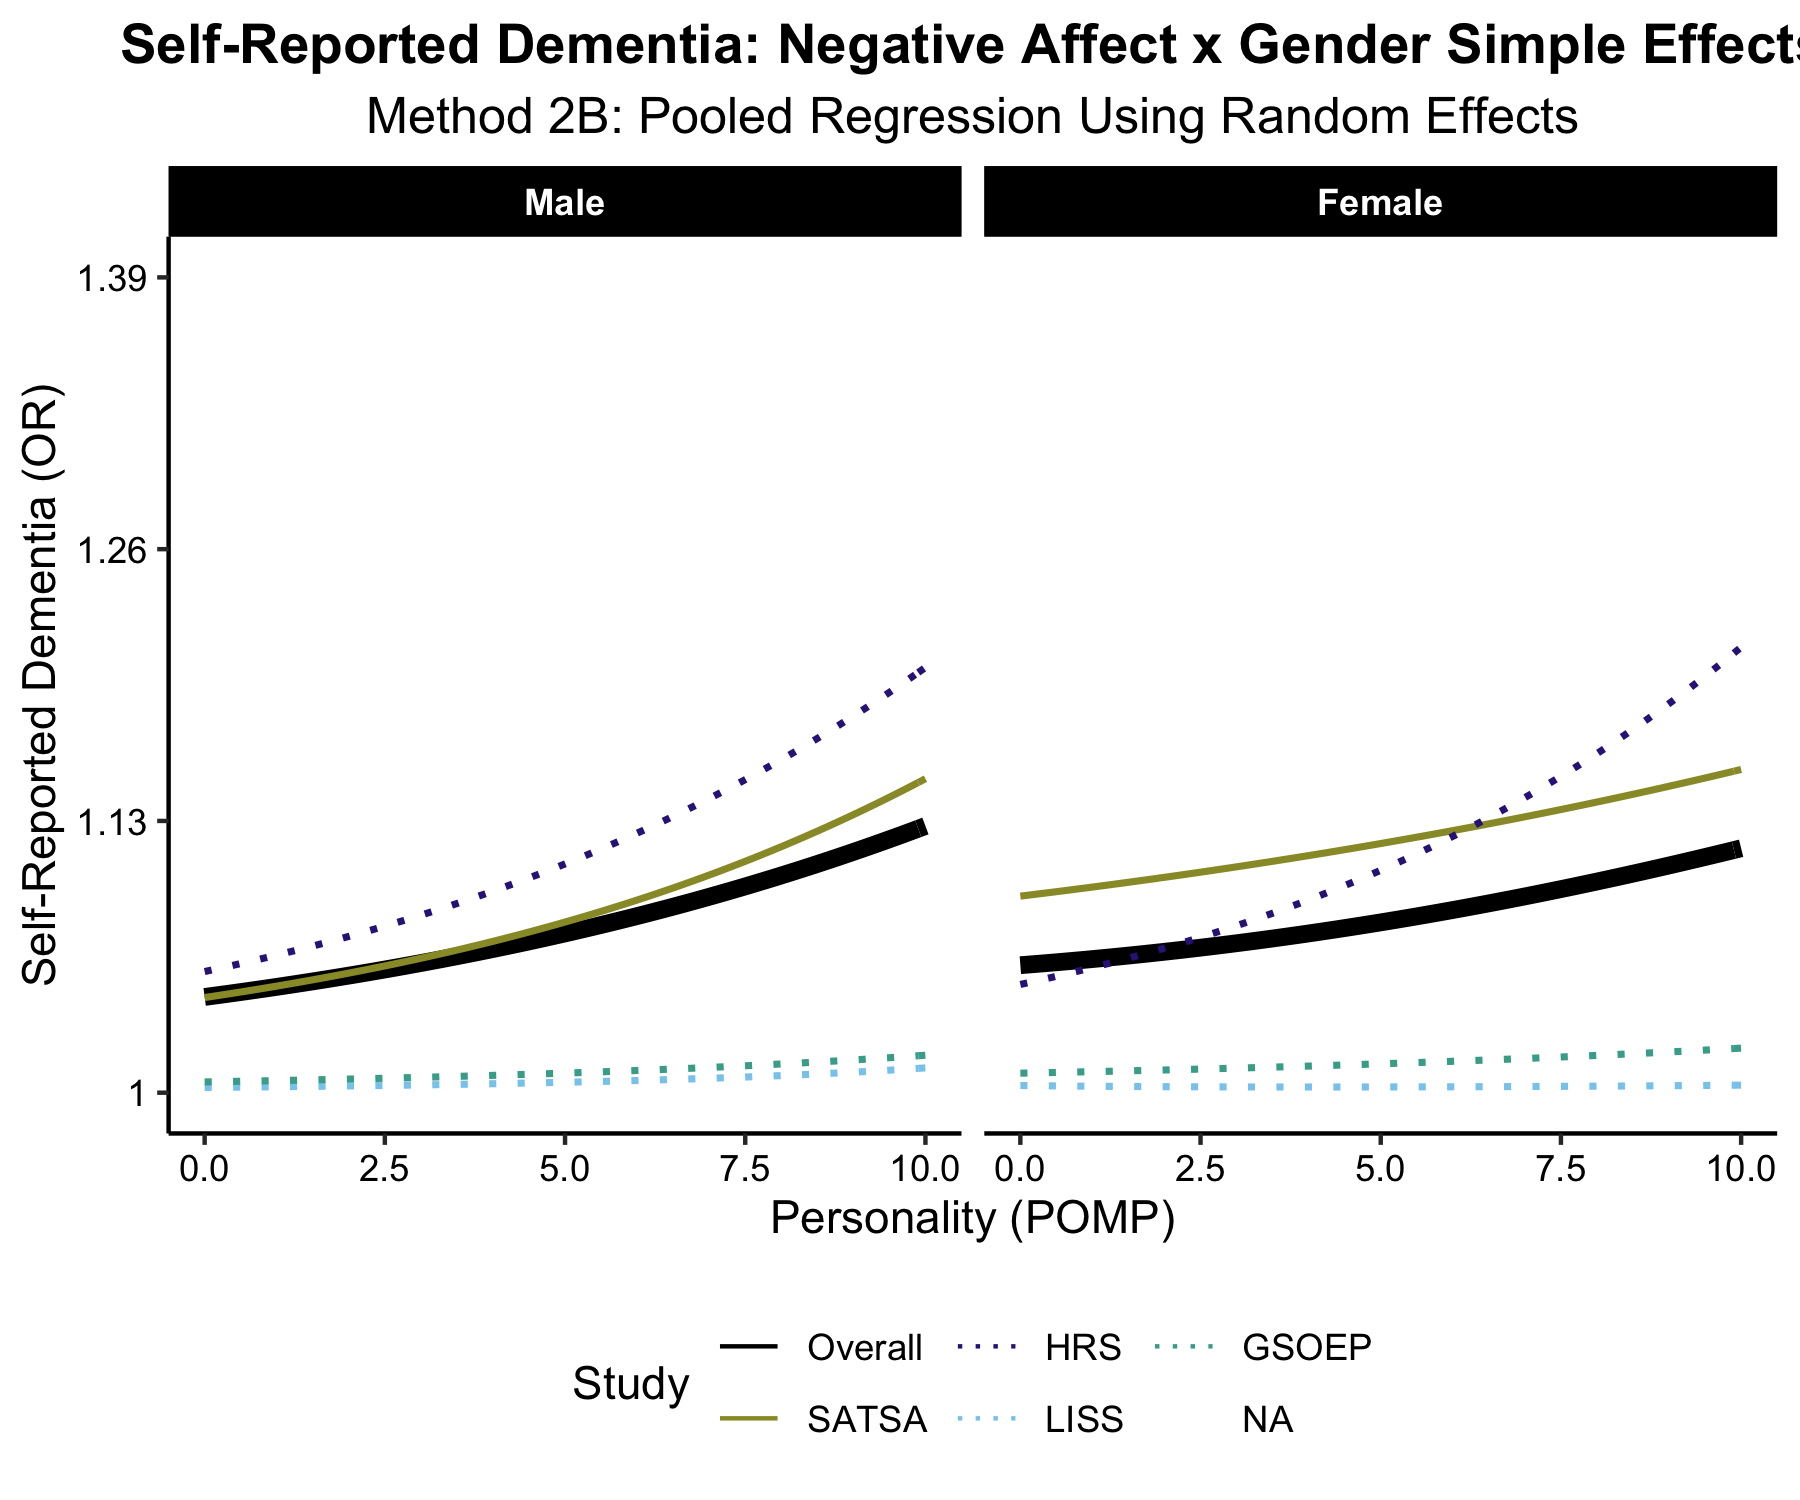 Self-Reported Dementia: Negative Affect x Gender Simple Effects
Method 2B: Pooled Regression Using Random Effects
Male
Female
Self-Reported Dementia (OR)
1.39
1.26
1.13
1
0.0 2.5 5.0 7.5 10.0
0.0 2.5 5.0 7.5 10.0
Personality (POMP)
Study
Overall HRS GSOEP
SATSA LISS NA